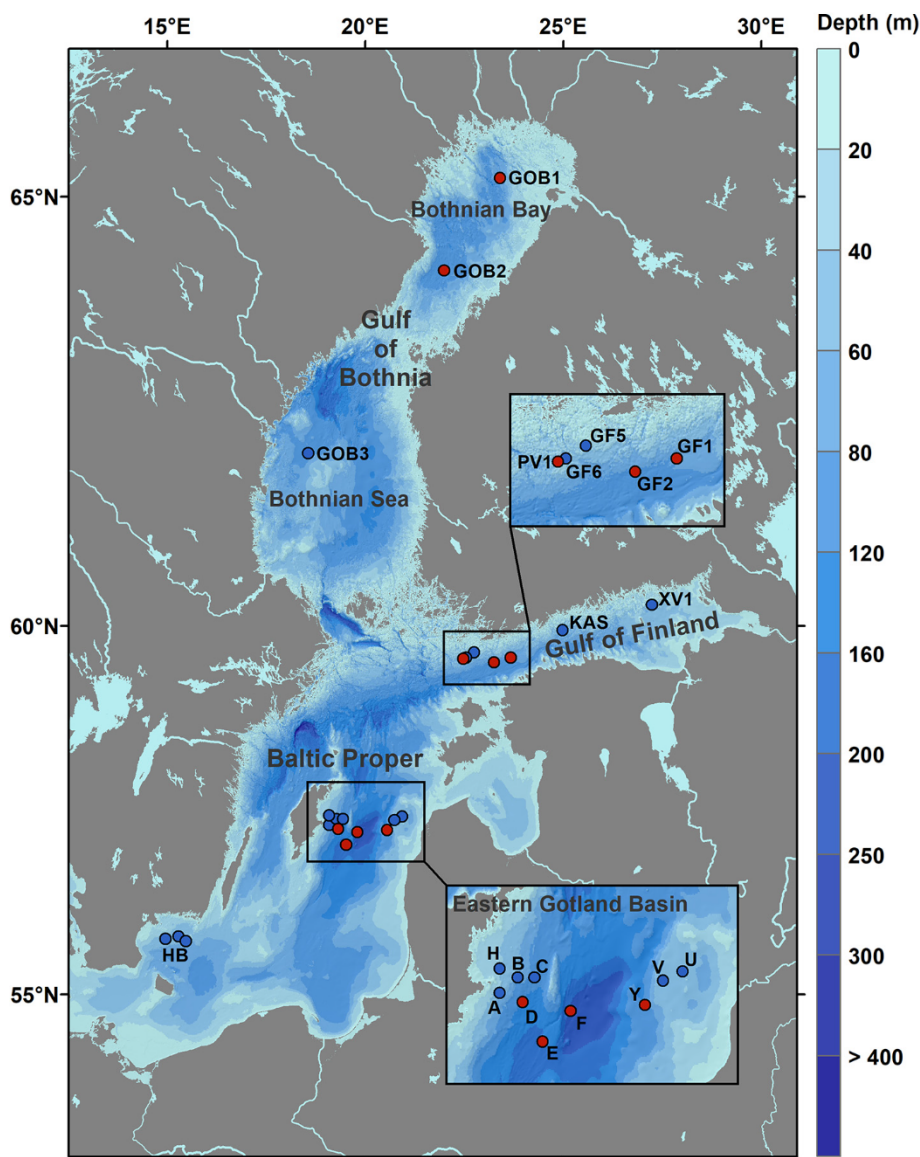 15°E 20°E 25°E 30°E
Depth (m)
0
20
40
60
80
120
160
200
250
300
> 400
65°N
60°N
55°N
GOB1
Bothnian Bay
GOB2
Gulf
of
Bothnia
GOB3
Bothnian Sea
GF5
GF1
PV1
GF6
GF2
XV1
KAS
Gulf of Finland
Baltic Proper
HB
Eastern Gotland Basin
H
B
C
A
D
E
F
Y
V
U